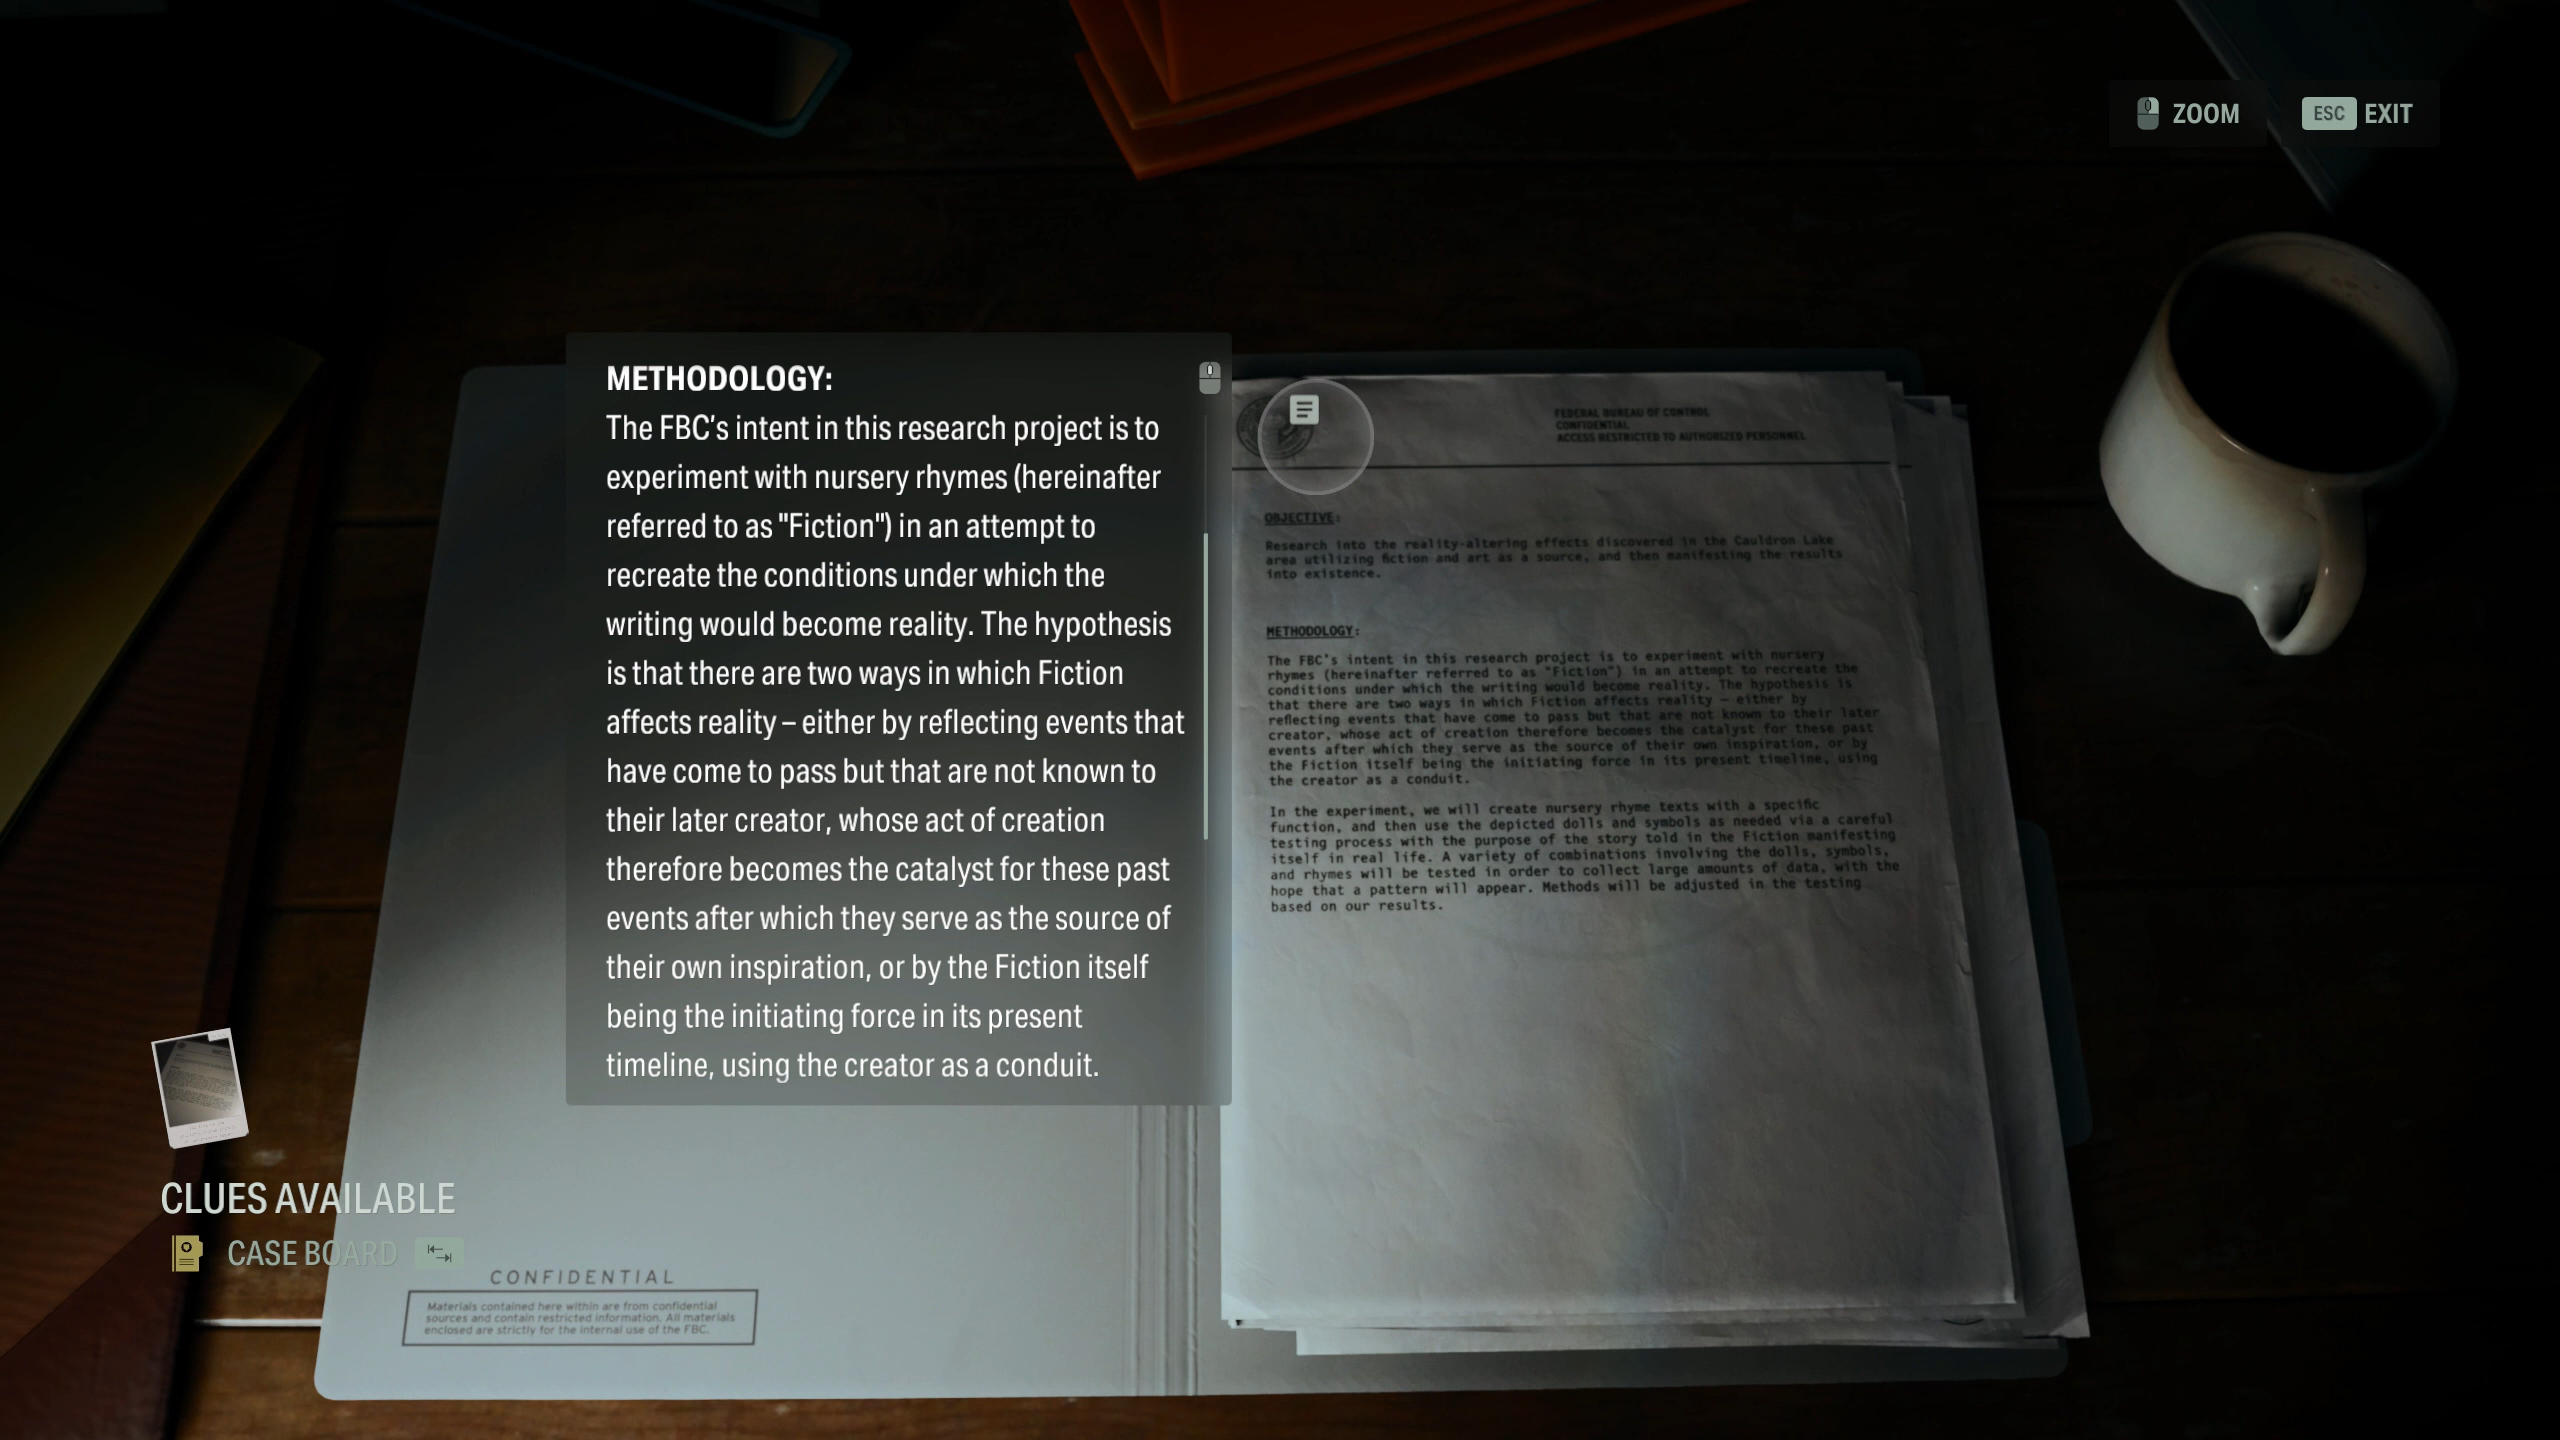 ZOOM
ESC EXIT
METHODOLOGY:
The FBC's intent in this research project is to
experiment with nursery rhymes (hereinafter
referred to as "Fiction") in an attempt to
recreate the conditions under which the
writing would become reality. The hypothesis
is that there are two ways in which Fiction
affects reality – either by reflecting events that
have come to pass but that are not known to
their later creator, whose act of creation
therefore becomes the catalyst for these past
events after which they serve as the source of
their own inspiration, or by the Fiction itself
being the initiating force in its present
timeline, using the creator as a conduit.
FEDERAL BUREAU OF CONTROL
CONFIDENTIAL
ACCESS RESTRICTED TO AUTHORIZED PERSONNEL
OBJECTIVE:
Research into the reality-altering effects discovered in the Cauldron Lake
area utilizing fiction and art as a source, and then manifesting the results
into existence.
METHODOLOGY:
The FBC's intent in this research project is to experiment with nursery
rhymes (hereinafter referred to as "Fiction") in an attempt to recreate the
conditions under which the writing would become reality. The hypothesis is
that there are two ways in which Fiction affects reality – either by
reflecting events that have come to pass but that are not known to their later
creator, whose act of creation therefore becomes the catalyst for these past
events after which they serve as the source of their own inspiration, or by
the Fiction itself being the initiating force in its present timeline, using
the creator as a conduit.
In the experiment, we will create nursery rhyme texts with a specific
function, and then use the depicted dolls and symbols as needed via a careful
testing process with the purpose of the story told in the Fiction manifesting
itself in real life. A variety of combinations involving the dolls, symbols,
and rhymes will be tested in order to collect large amounts of data, with the
hope that a pattern will appear. Methods will be adjusted in the testing
based on our results.
CLUES AVAILABLE
CASE BOARD
CONFIDENTIAL
Materials contained here within are from confidential
sources and contain restricted information. All materials
enclosed are strictly for the internal use of the FBC.